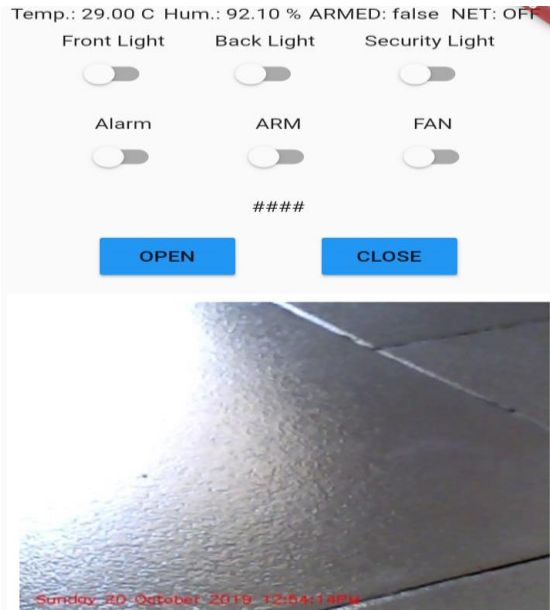 Temp.: 29.00 C Hum.: 92.10 % ARMED: false NET: OFF
Front Light Back Light Security Light
Alarm ARM FAN
####
OPEN CLOSE
Sunday 20 October 2019 12:54:14PM